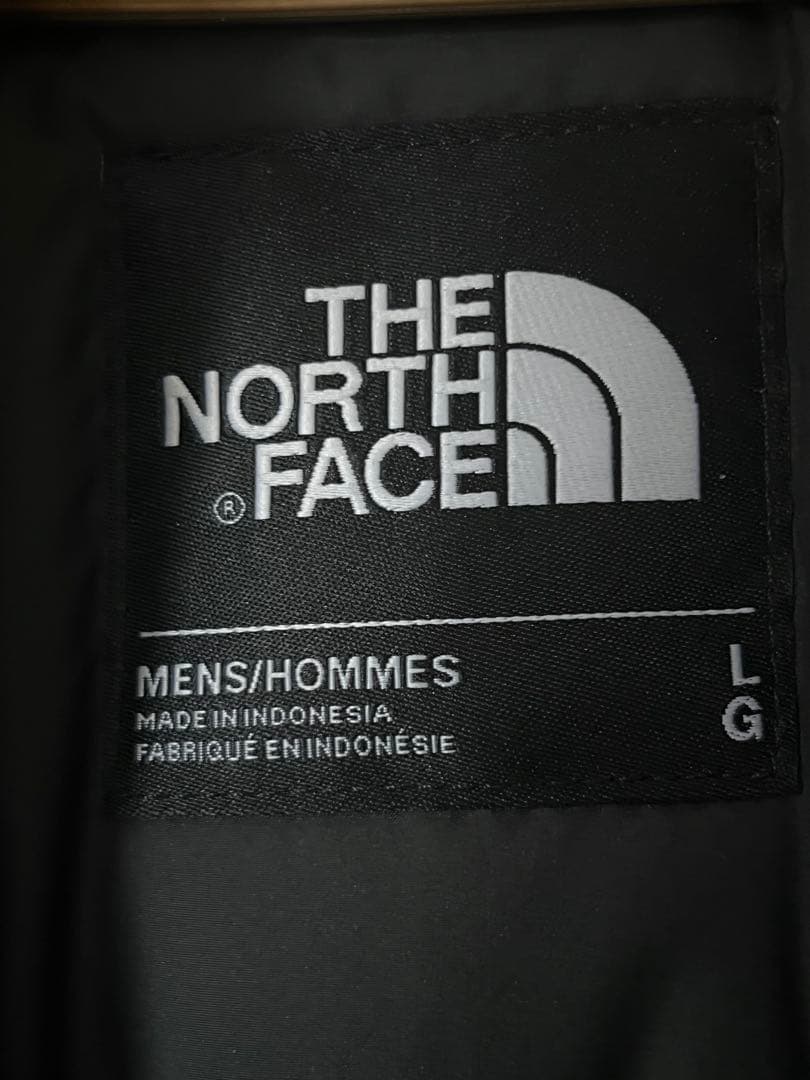 THE
NORTH
FACE
®
MENS/HOMMES
L
MADE IN INDONESIA
G
FABRIQUÉ EN INDONÉSIE